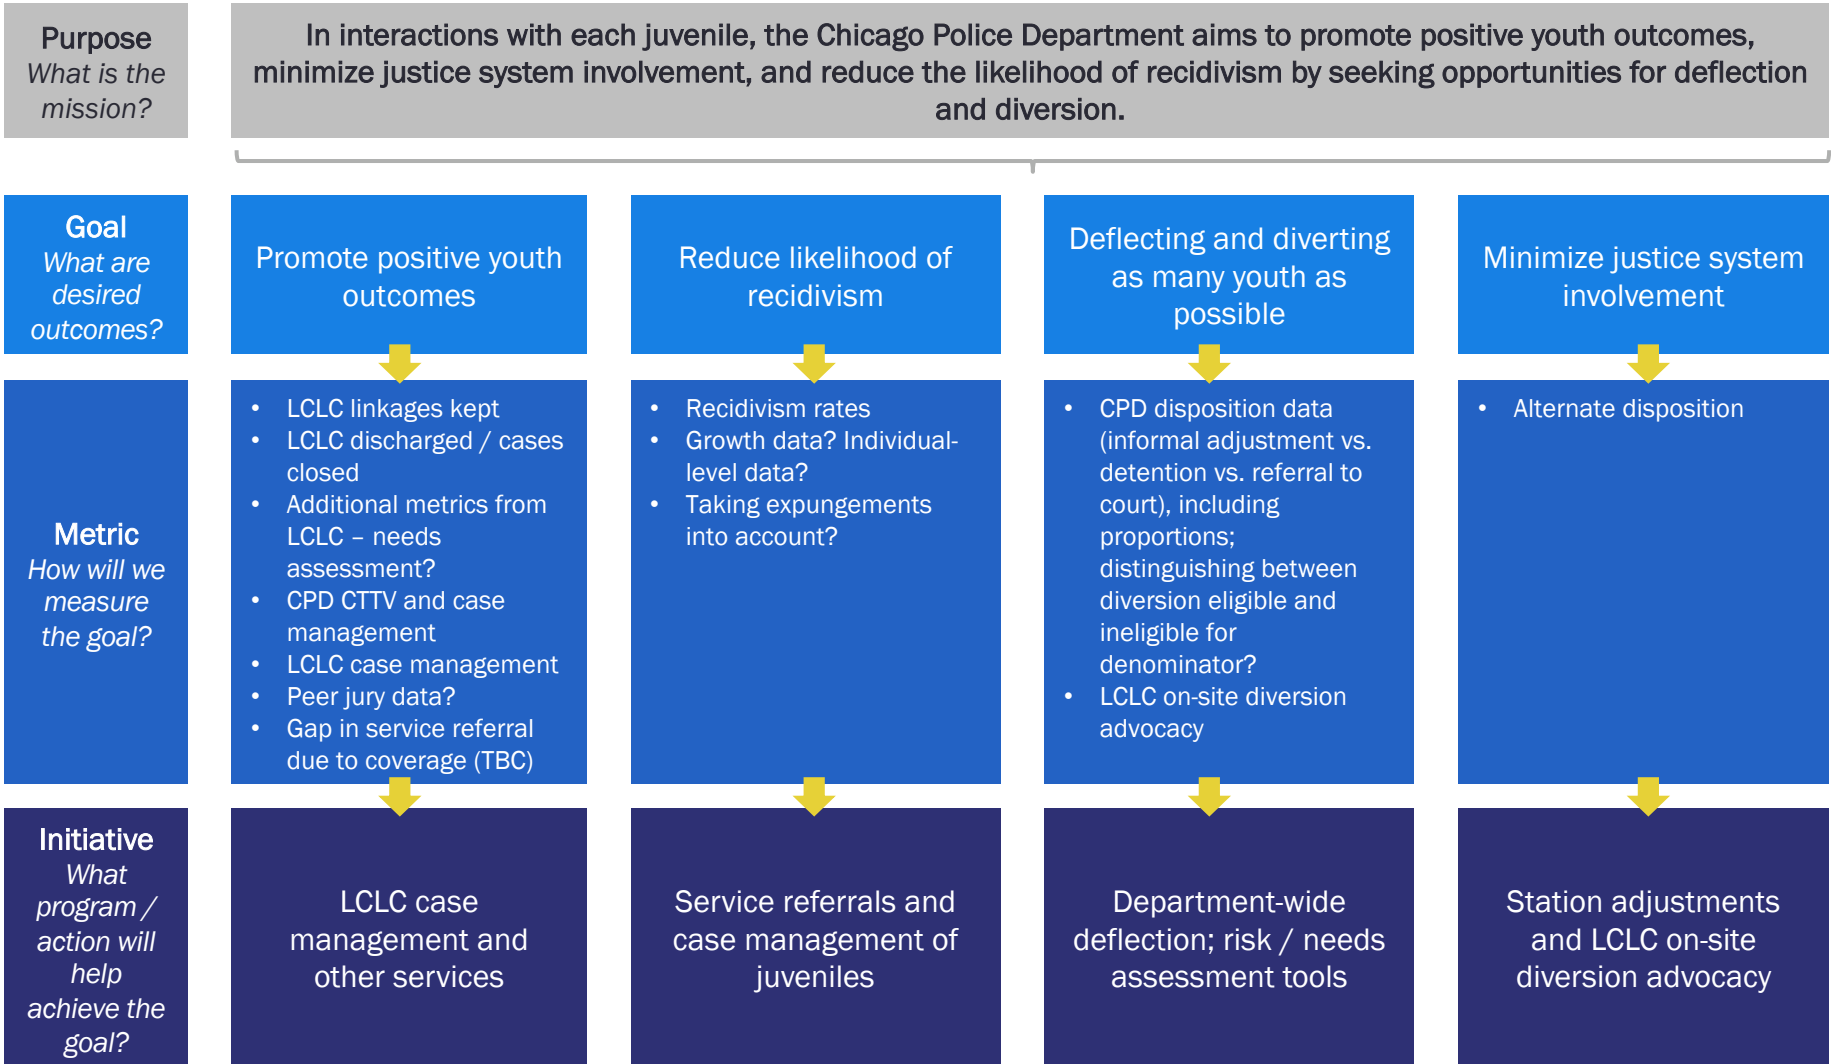 Purpose
What is the
mission?
In interactions with each juvenile, the Chicago Police Department aims to promote positive youth outcomes,
minimize justice system involvement, and reduce the likelihood of recidivism by seeking opportunities for deflection
and diversion.
Goal
What are
desired
outcomes?
Promote positive youth
outcomes
Reduce likelihood of
recidivism
Deflecting and diverting
as many youth as
possible
Minimize justice system
involvement
Metric
How will we
measure
the goal?
• LCLC linkages kept
• LCLC discharged / cases
closed
• Additional metrics from
LCLC – needs
assessment?
• CPD CTTV and case
management
• LCLC case management
• Peer jury data?
• Gap in service referral
due to coverage (TBC)
• Recidivism rates
• Growth data? Individual-
level data?
• Taking expungements
into account?
• CPD disposition data
(informal adjustment vs.
detention vs. referral to
court), including
proportions;
distinguishing between
diversion eligible and
ineligible for
denominator?
• LCLC on-site diversion
advocacy
• Alternate disposition
Initiative
What
program /
action will
help
achieve the
goal?
LCLC case
management and
other services
Service referrals and
case management of
juveniles
Department-wide
deflection; risk / needs
assessment tools
Station adjustments
and LCLC on-site
diversion advocacy